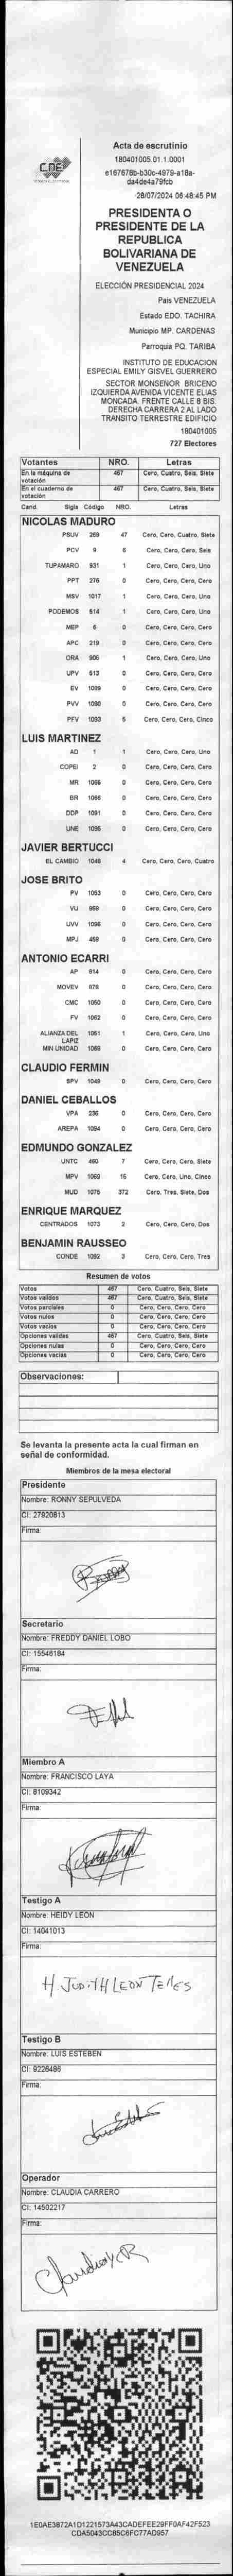 CNE
Acta de escrutinio
180401005.01.1.0001
e167678b-b30c-4979-a18a-
da4de4a79fcb
28/07/2024 06:48:45 PM
PRESIDENTA O
PRESIDENTE DE LA
REPUBLICA
BOLIVARIANA DE
VENEZUELA
ELECCIÓN PRESIDENCIAL 2024
Pais VENEZUELA
Estado EDO. TACHIRA
Municipio MP. CARDENAS
Parroquia PQ. TARIBA
INSTITUTO DE EDUCACION
ESPECIAL EMILY GISVEL GUERRERO
SECTOR MONSENOR BRICENO
IZQUIERDA AVENIDA VICENTE ELIAS
MONCADA. FRENTE CALLE 8 BIS.
DERECHA CARRERA 2 AL LADO
TRANSITO TERRESTRE EDIFICIO
180401005
727 Electores
Votantes NRO. Letras
En la máquina de votación 467 Cero, Cuatro, Seis, Siete
En el cuaderno de votación 467 Cero, Cuatro, Seis, Siete
Cand. Sigla Código NRO. Letras
NICOLAS MADURO
PSUV 269 47 Cero, Cero, Cuatro, Siete
PCV 9 6 Cero, Cero, Cero, Seis
TUPAMARO 931 1 Cero, Cero, Cero, Uno
PPT 276 0 Cero, Cero, Cero, Cero
MSV 1017 1 Cero, Cero, Cero, Uno
PODEMOS 614 1 Cero, Cero, Cero, Uno
MEP 6 0 Cero, Cero, Cero, Cero
APC 219 0 Cero, Cero, Cero, Cero
ORA 906 1 Cero, Cero, Cero, Uno
UPV 613 0 Cero, Cero, Cero, Cero
EV 1089 0 Cero, Cero, Cero, Cero
PVV 1090 0 Cero, Cero, Cero, Cero
PFV 1093 5 Cero, Cero, Cero, Cinco
LUIS MARTINEZ
AD 1 1 Cero, Cero, Cero, Uno
COPEI 2 0 Cero, Cero, Cero, Cero
MR 1065 0 Cero, Cero, Cero, Cero
BR 1066 0 Cero, Cero, Cero, Cero
DDP 1091 0 Cero, Cero, Cero, Cero
UNE 1095 0 Cero, Cero, Cero, Cero
JAVIER BERTUCCI
EL CAMBIO 1048 4 Cero, Cero, Cero, Cuatro
JOSE BRITO
PV 1053 0 Cero, Cero, Cero, Cero
VU 868 0 Cero, Cero, Cero, Cero
UVV 1096 0 Cero, Cero, Cero, Cero
MPJ 458 0 Cero, Cero, Cero, Cero
ANTONIO ECARRI
AP 814 0 Cero, Cero, Cero, Cero
MOVEV 878 0 Cero, Cero, Cero, Cero
CMC 1050 0 Cero, Cero, Cero, Cero
FV 1062 0 Cero, Cero, Cero, Cero
ALIANZA DEL LAPIZ 1051 1 Cero, Cero, Cero, Uno
MIN UNIDAD 1069 0 Cero, Cero, Cero, Cero
CLAUDIO FERMIN
SPV 1049 0 Cero, Cero, Cero, Cero
DANIEL CEBALLOS
VPA 236 0 Cero, Cero, Cero, Cero
AREPA 1094 0 Cero, Cero, Cero, Cero
EDMUNDO GONZALEZ
UNTC 460 7 Cero, Cero, Cero, Siete
MPV 1069 15 Cero, Cero, Uno, Cinco
MUD 1075 372 Cero, Tres, Siete, Dos
ENRIQUE MARQUEZ
CENTRADOS 1073 2 Cero, Cero, Cero, Dos
BENJAMIN RAUSSEO
CONDE 1092 3 Cero, Cero, Cero, Tres
Resumen de votos
Votos 467 Cero, Cuatro, Seis, Siete
Votos validos 467 Cero, Cuatro, Seis, Siete
Votos parciales 0 Cero, Cero, Cero, Cero
Votos nulos 0 Cero, Cero, Cero, Cero
Votos vacios 0 Cero, Cero, Cero, Cero
Opciones validas 467 Cero, Cuatro, Seis, Siete
Opciones nulas 0 Cero, Cero, Cero, Cero
Opciones vacias 0 Cero, Cero, Cero, Cero
Observaciones:
Se levanta la presente acta la cual firman en
señal de conformidad.
Miembros de la mesa electoral
Presidente
Nombre: RONNY SEPULVEDA
CI: 27920813
Firma:
Secretario
Nombre: FREDDY DANIEL LOBO
CI: 15546184
Firma:
Miembro A
Nombre: FRANCISCO LAYA
CI: 8109342
Firma:
Testigo A
Nombre: HEIDY LEON
CI: 14041013
Firma:
H. JUDITH LEON TELLES
Testigo B
Nombre: LUIS ESTEBEN
CI: 9226486
Firma:
Operador
Nombre: CLAUDIA CARRERO
CI: 14502217
Firma:
1E0AE3872A1D1221573A43CADEFEE29FF0AF42F523
CDA5043CC85C6FC77AD957